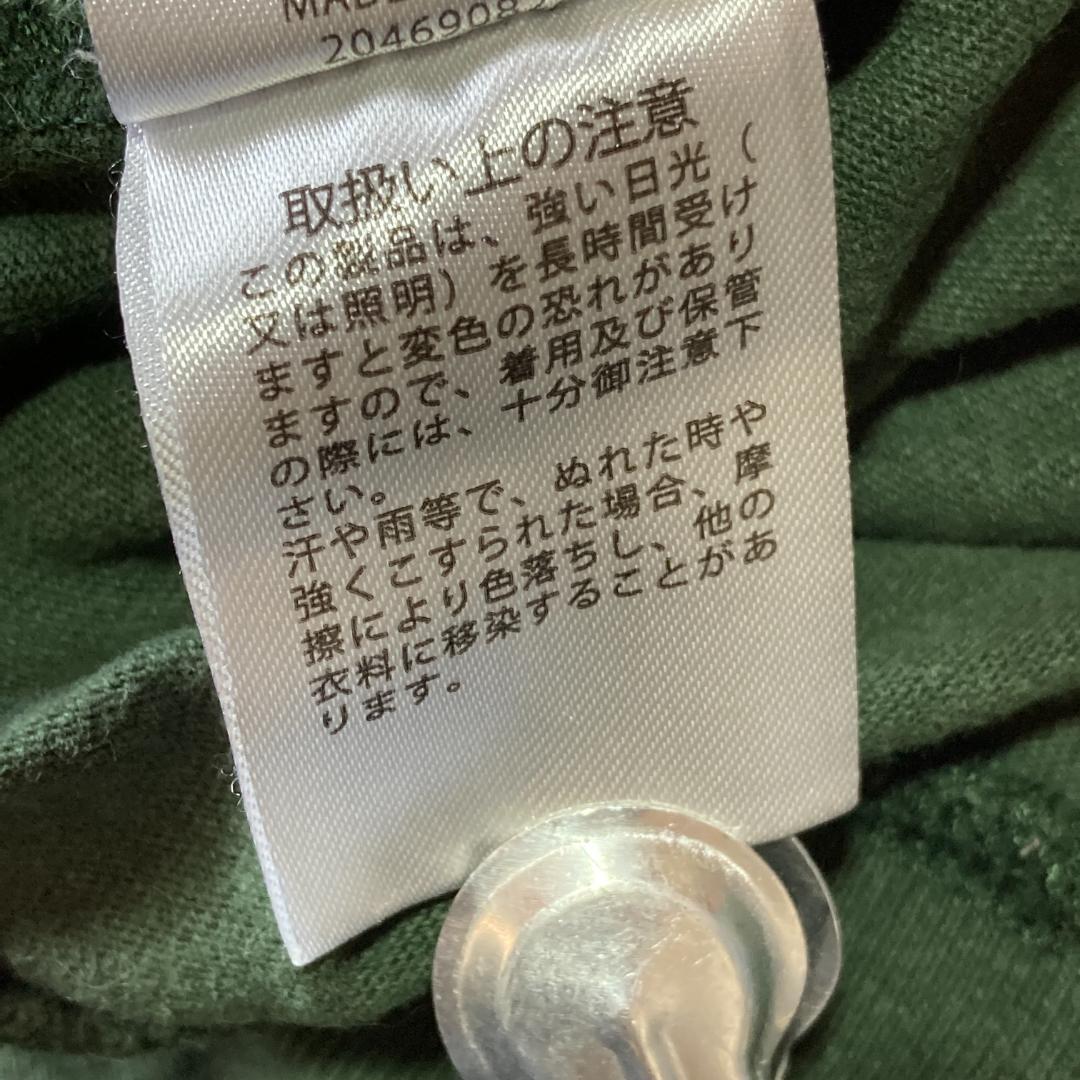 MADE
20469083
取扱い上の注意
この製品は、強い日光(
又は照明)を長時間受け
ますと変色の恐れがあり
ますので、着用及び保管
の際には、十分御注意下
さい。
汗や雨等で、ぬれた時や
強くこすられた場合、摩
擦により色落ちし、他の
衣料に移染することがあ
ります。